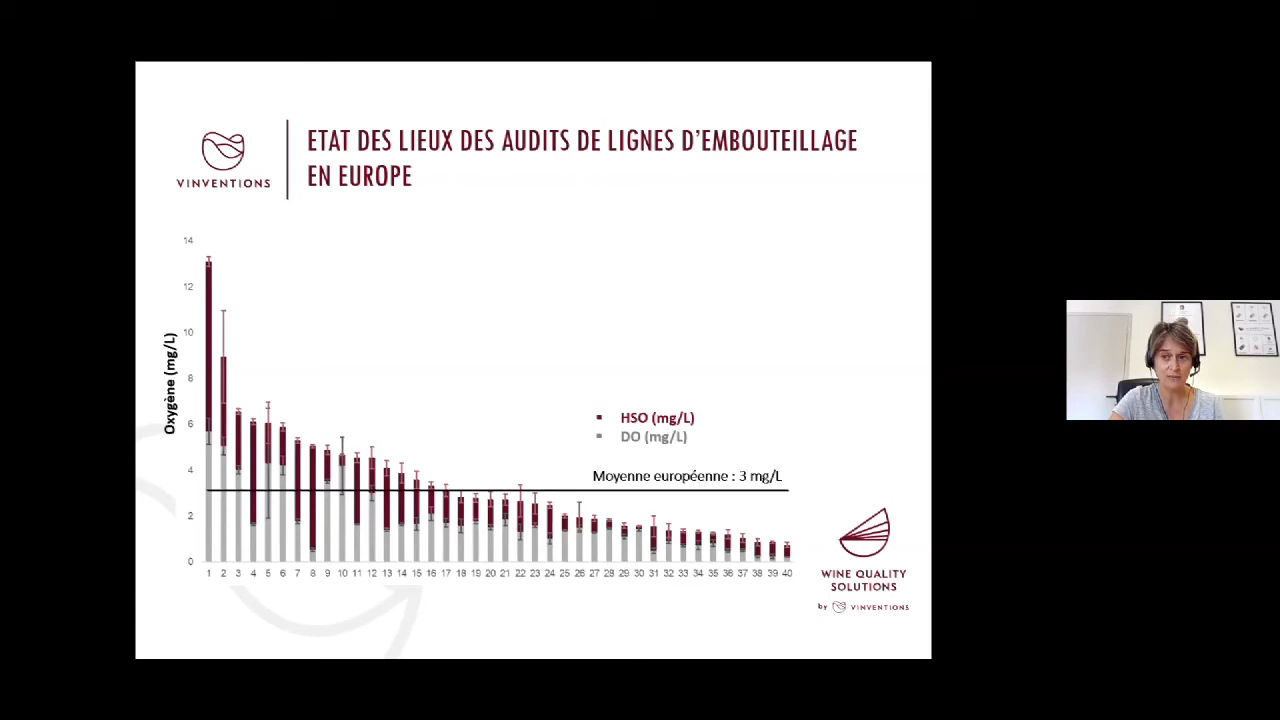 ETAT DES LIEUX DES AUDITS DE LIGNES D’EMBOUTEILLAGE
EN EUROPE
VINVENTIONS
14
12
10
8
6
4
2
0
Oxygène (mg/L)
HSO (mg/L)
DO (mg/L)
Moyenne européenne : 3 mg/L
1 2 3 4 5 6 7 8 9 10 11 12 13 14 15 16 17 18 19 20 21 22 23 24 25 26 27 28 29 30 31 32 33 34 35 36 37 38 39 40
WINE QUALITY
SOLUTIONS
by VINVENTIONS